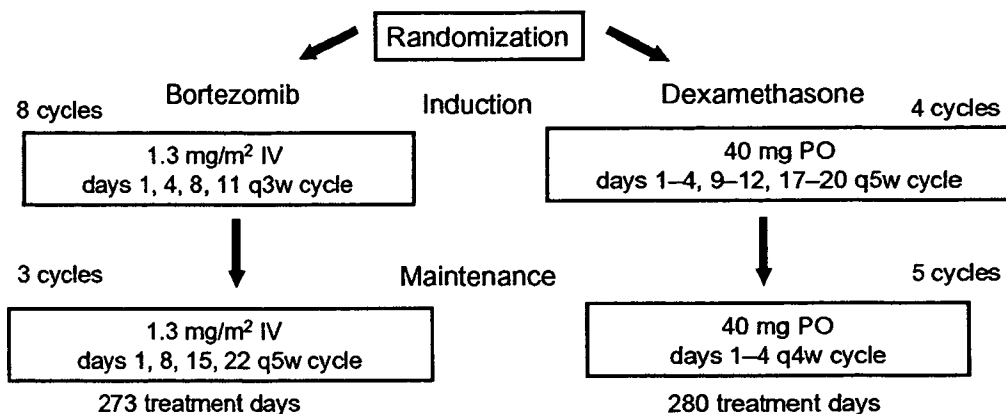 Randomization
Bortezomib
Induction
Dexamethasone
8 cycles
4 cycles
1.3 mg/m² IV
days 1, 4, 8, 11 q3w cycle
40 mg PO
days 1–4, 9–12, 17–20 q5w cycle
3 cycles
Maintenance
5 cycles
1.3 mg/m² IV
days 1, 8, 15, 22 q5w cycle
40 mg PO
days 1–4 q4w cycle
273 treatment days
280 treatment days